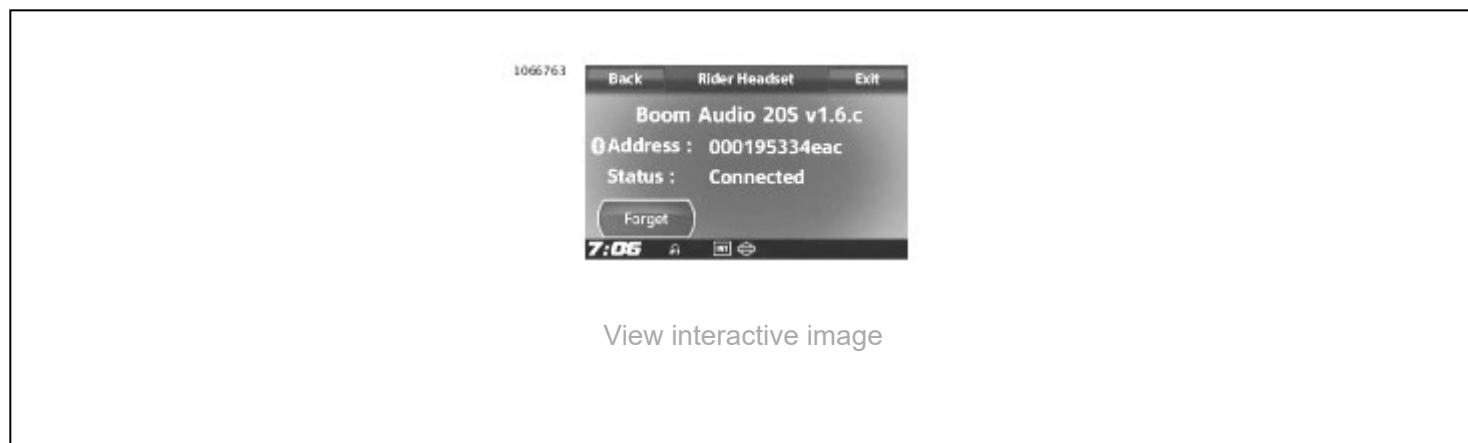 1066763
Back Rider Headset Exit
Boom Audio 20S v1.6.c
Address : 000195334eac
Status : Connected
Forget
7:06 INT
View interactive image